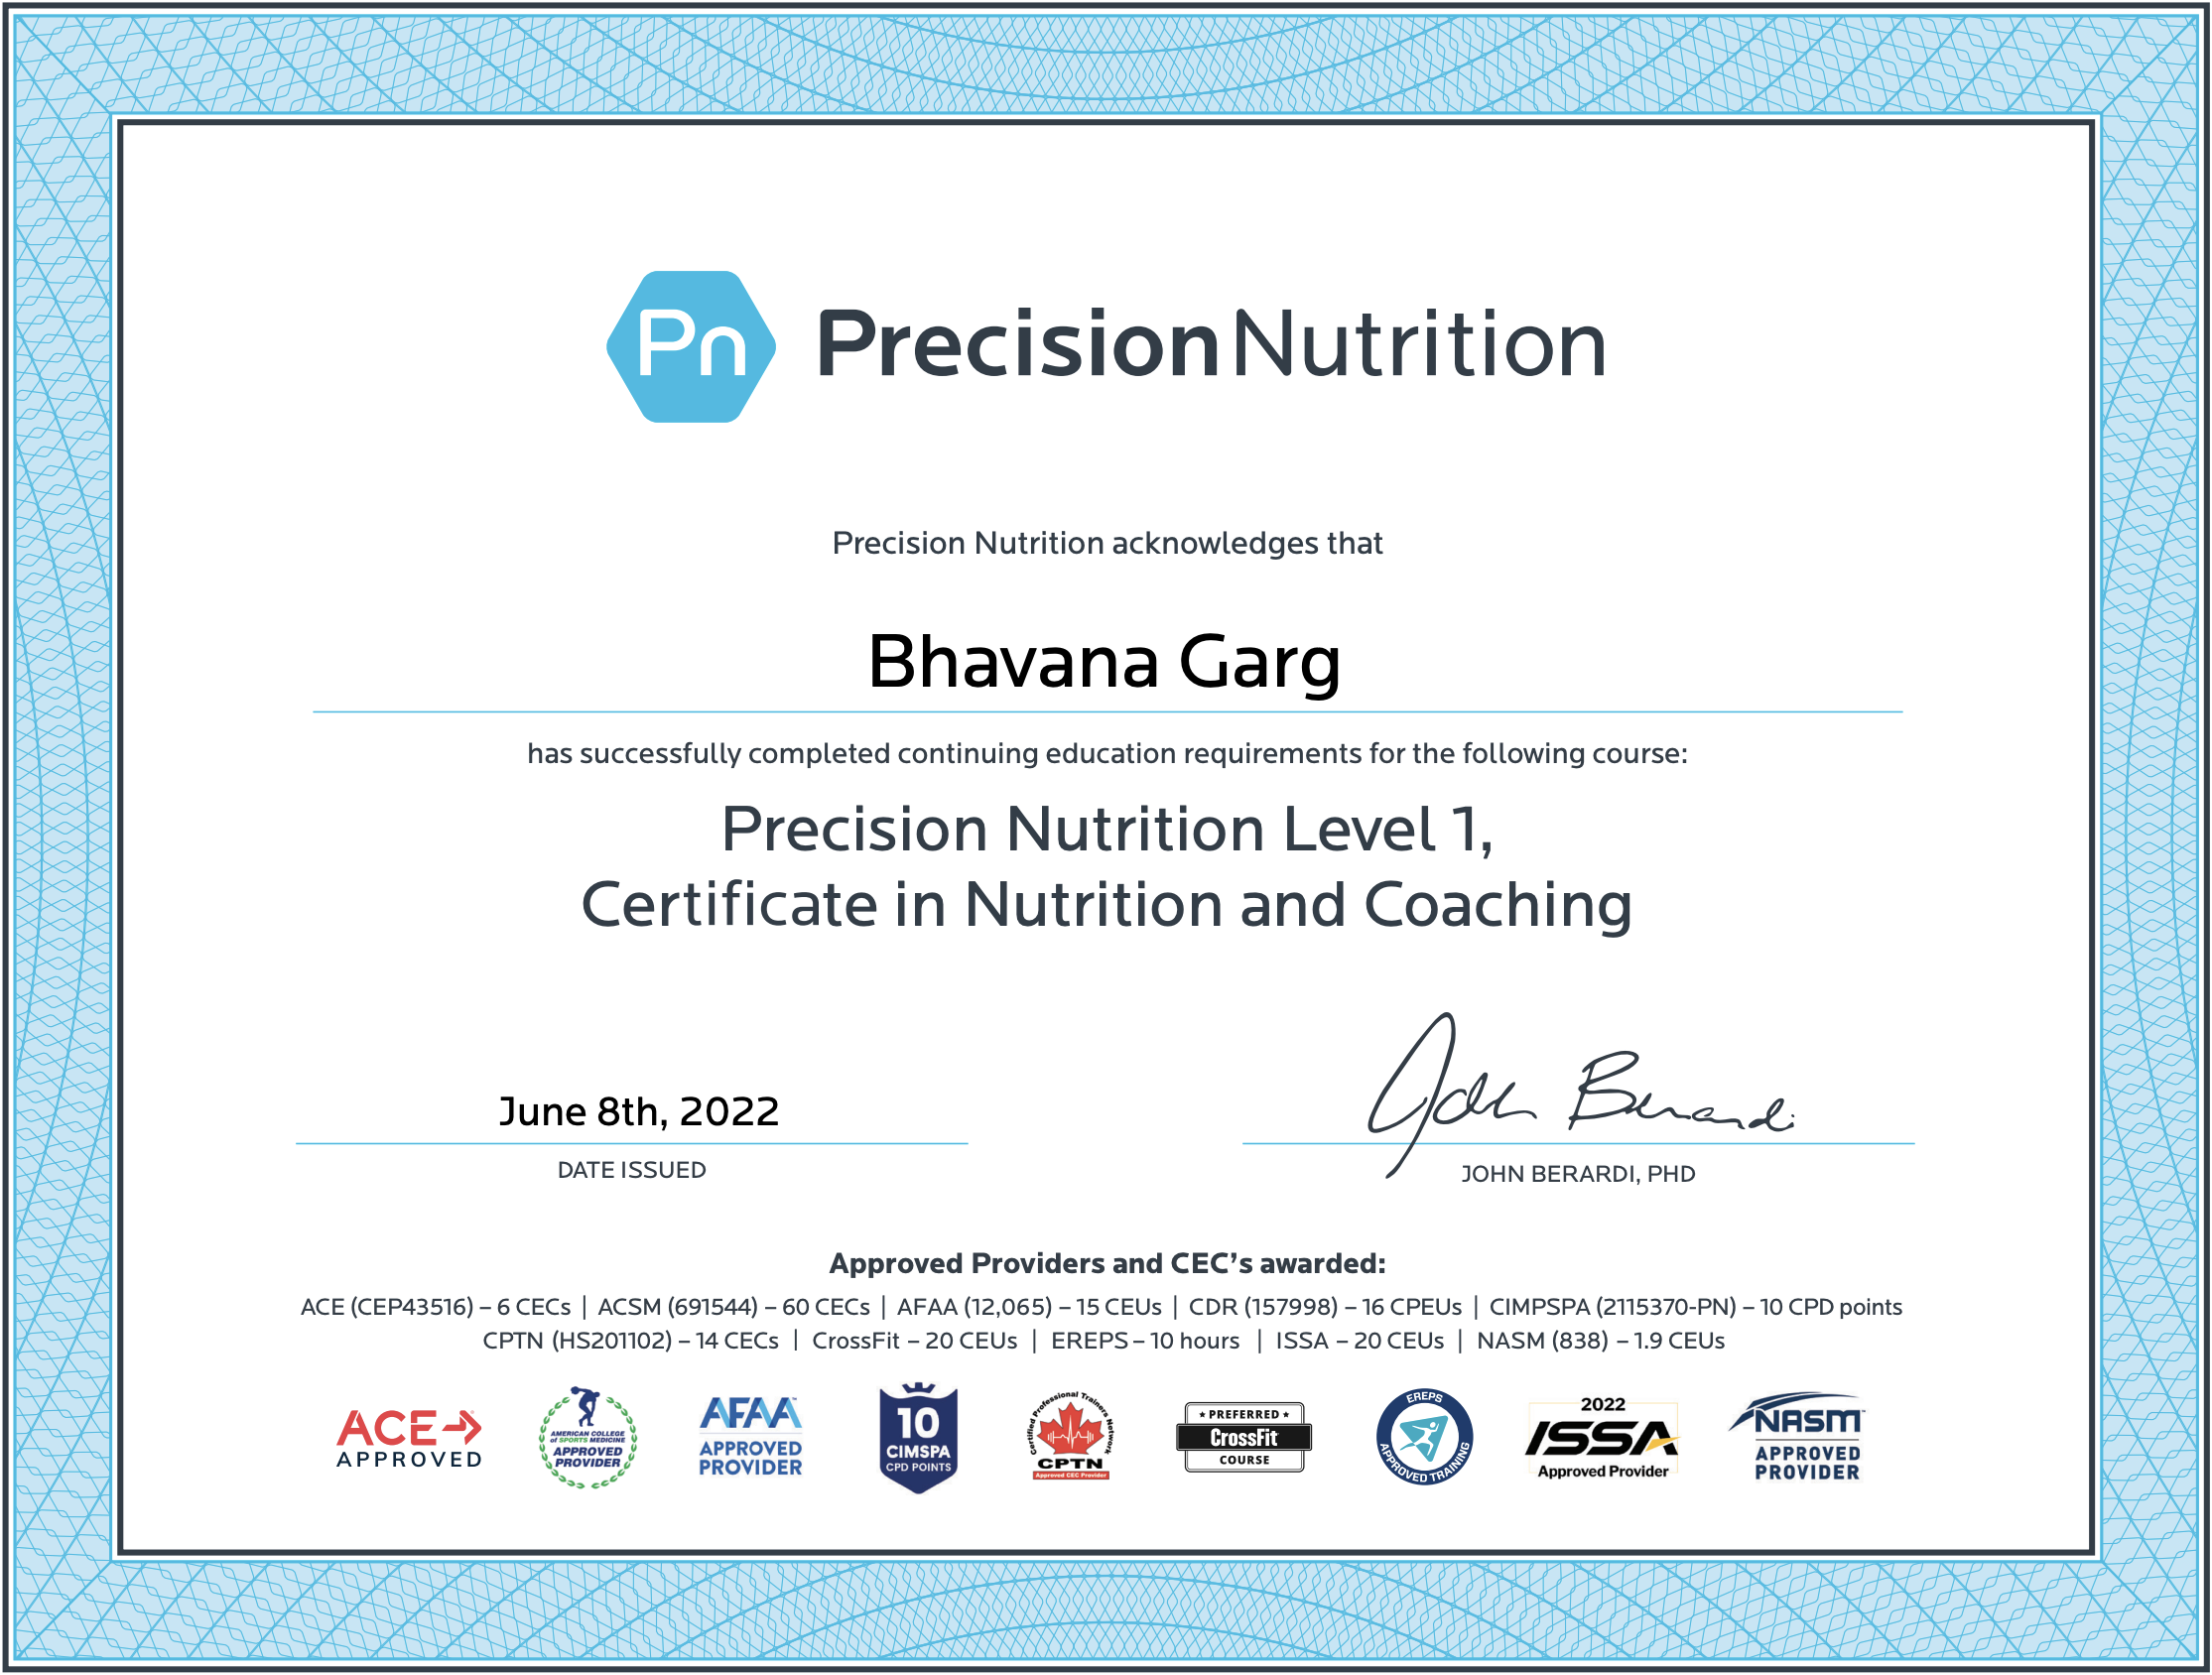 Pn PrecisionNutrition
Precision Nutrition acknowledges that
Bhavana Garg
has successfully completed continuing education requirements for the following course:
Precision Nutrition Level 1,
Certificate in Nutrition and Coaching
June 8th, 2022
DATE ISSUED
John Berardi
JOHN BERARDI, PHD
Approved Providers and CEC’s awarded:
ACE (CEP43516) – 6 CECs | ACSM (691544) – 60 CECs | AFAA (12,065) – 15 CEUs | CDR (157998) – 16 CPEUs | CIMPSPA (2115370-PN) – 10 CPD points
CPTN (HS201102) – 14 CECs | CrossFit – 20 CEUs | EREPS – 10 hours | ISSA – 20 CEUs | NASM (838) – 1.9 CEUs
ACE
APPROVED
AMERICAN COLLEGE
of SPORTS MEDICINE
APPROVED
PROVIDER
AFAA™
APPROVED
PROVIDER
10
CIMSPA
CPD POINTS
Certified Professional Trainers Network
CPTN
Approved CEC Provider
★ PREFERRED ★
CrossFit
COURSE
EREPS
APPROVED TRAINING
2022
ISSA
Approved Provider
NASM™
APPROVED
PROVIDER